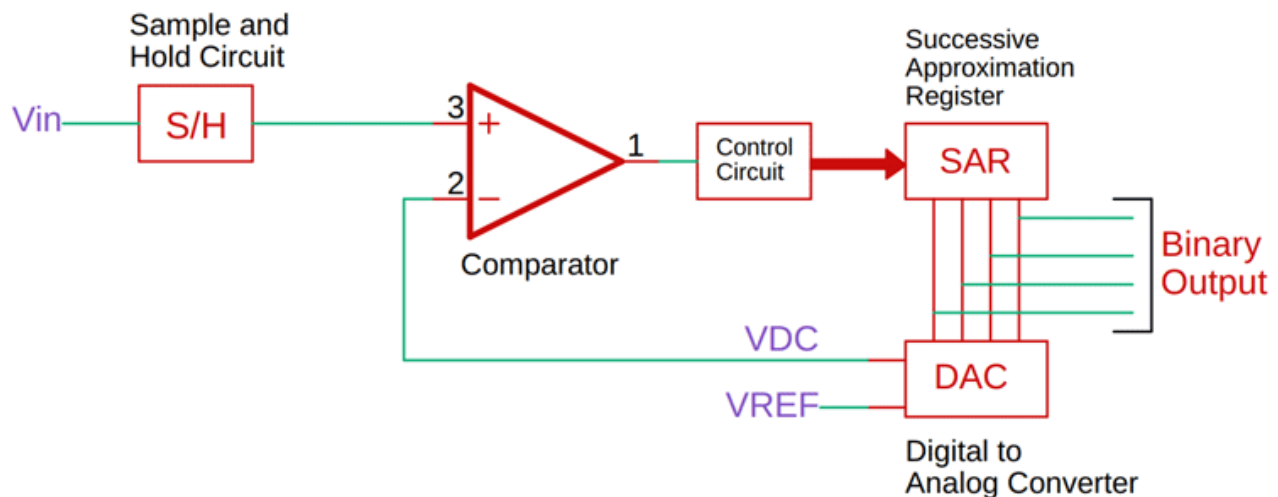 Sample and
Hold Circuit
Vin
S/H
3
+
2
−
1
Comparator
Control
Circuit
Successive
Approximation
Register
SAR
Binary
Output
VDC
VREF
DAC
Digital to
Analog Converter